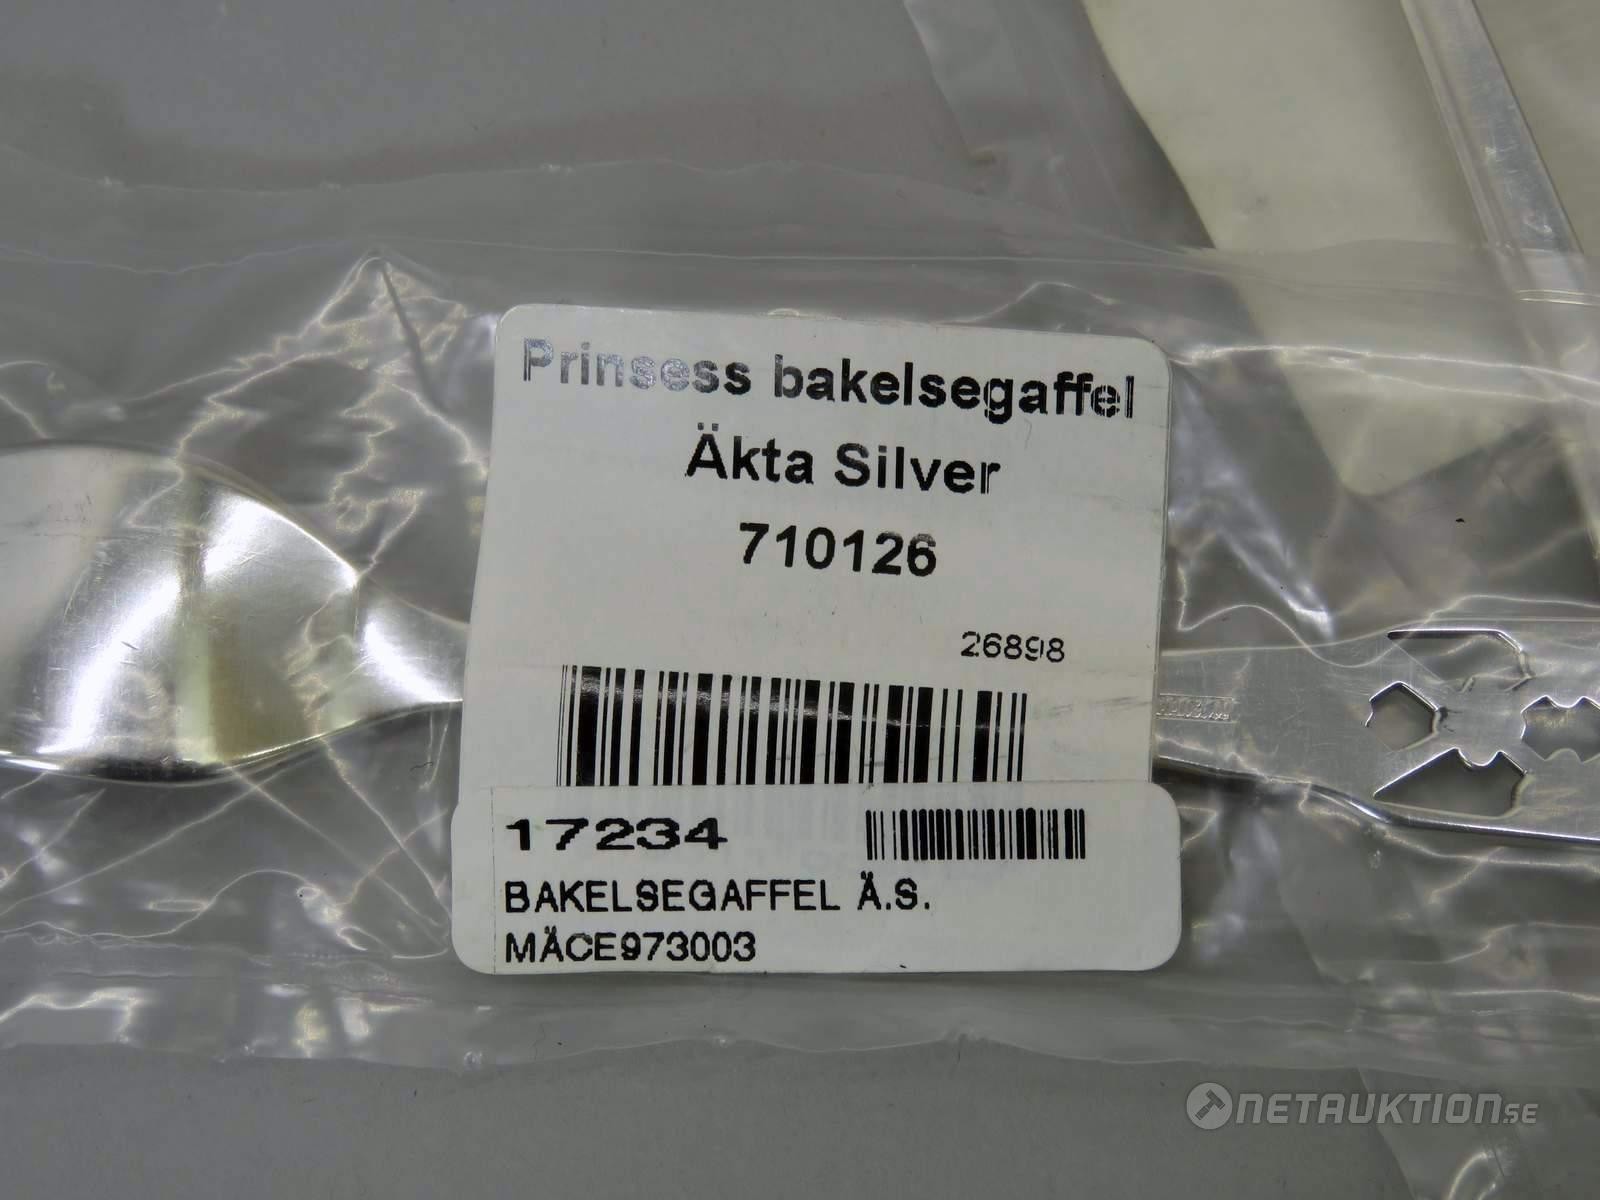 Prinsess bakelsegaffel
Äkta Silver
710126
26898
17234
BAKELSEGAFFEL Ä.S.
MÄCE973003
NETAUKTION.SE